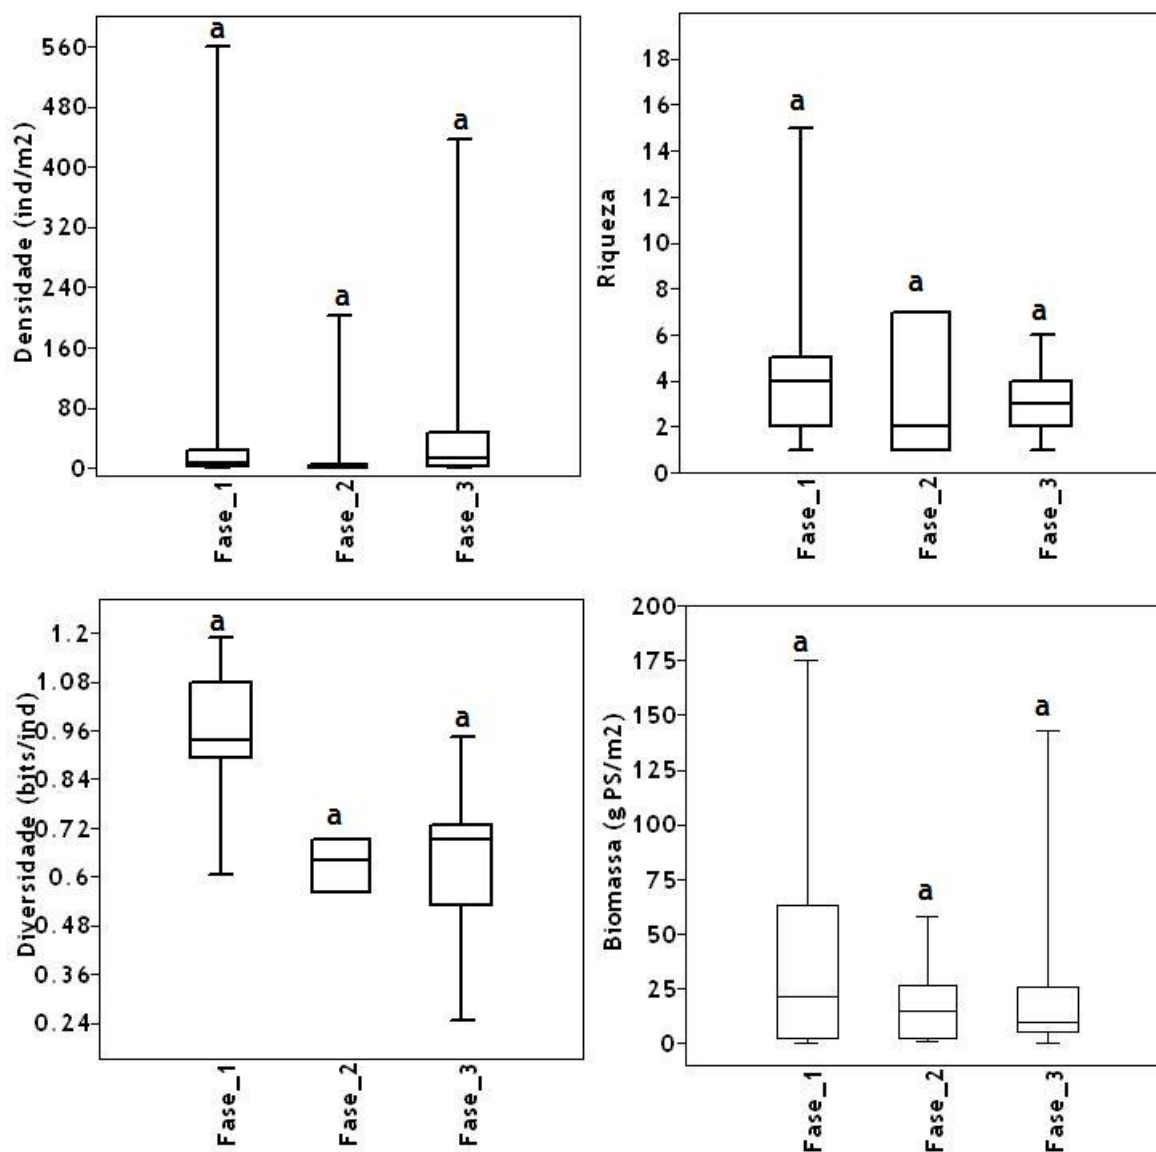 Densidade (ind/m2)
560
480
400
320
240
160
80
0
a
a
a
Fase_1
Fase_2
Fase_3
Riqueza
18
16
14
12
10
8
6
4
2
0
a
a
a
Fase_1
Fase_2
Fase_3
Diversidade (bits/ind)
1.2
1.08
0.96
0.84
0.72
0.6
0.48
0.36
0.24
a
a
a
Fase_1
Fase_2
Fase_3
Biomassa (g PS/m2)
200
175
150
125
100
75
50
25
0
a
a
a
Fase_1
Fase_2
Fase_3